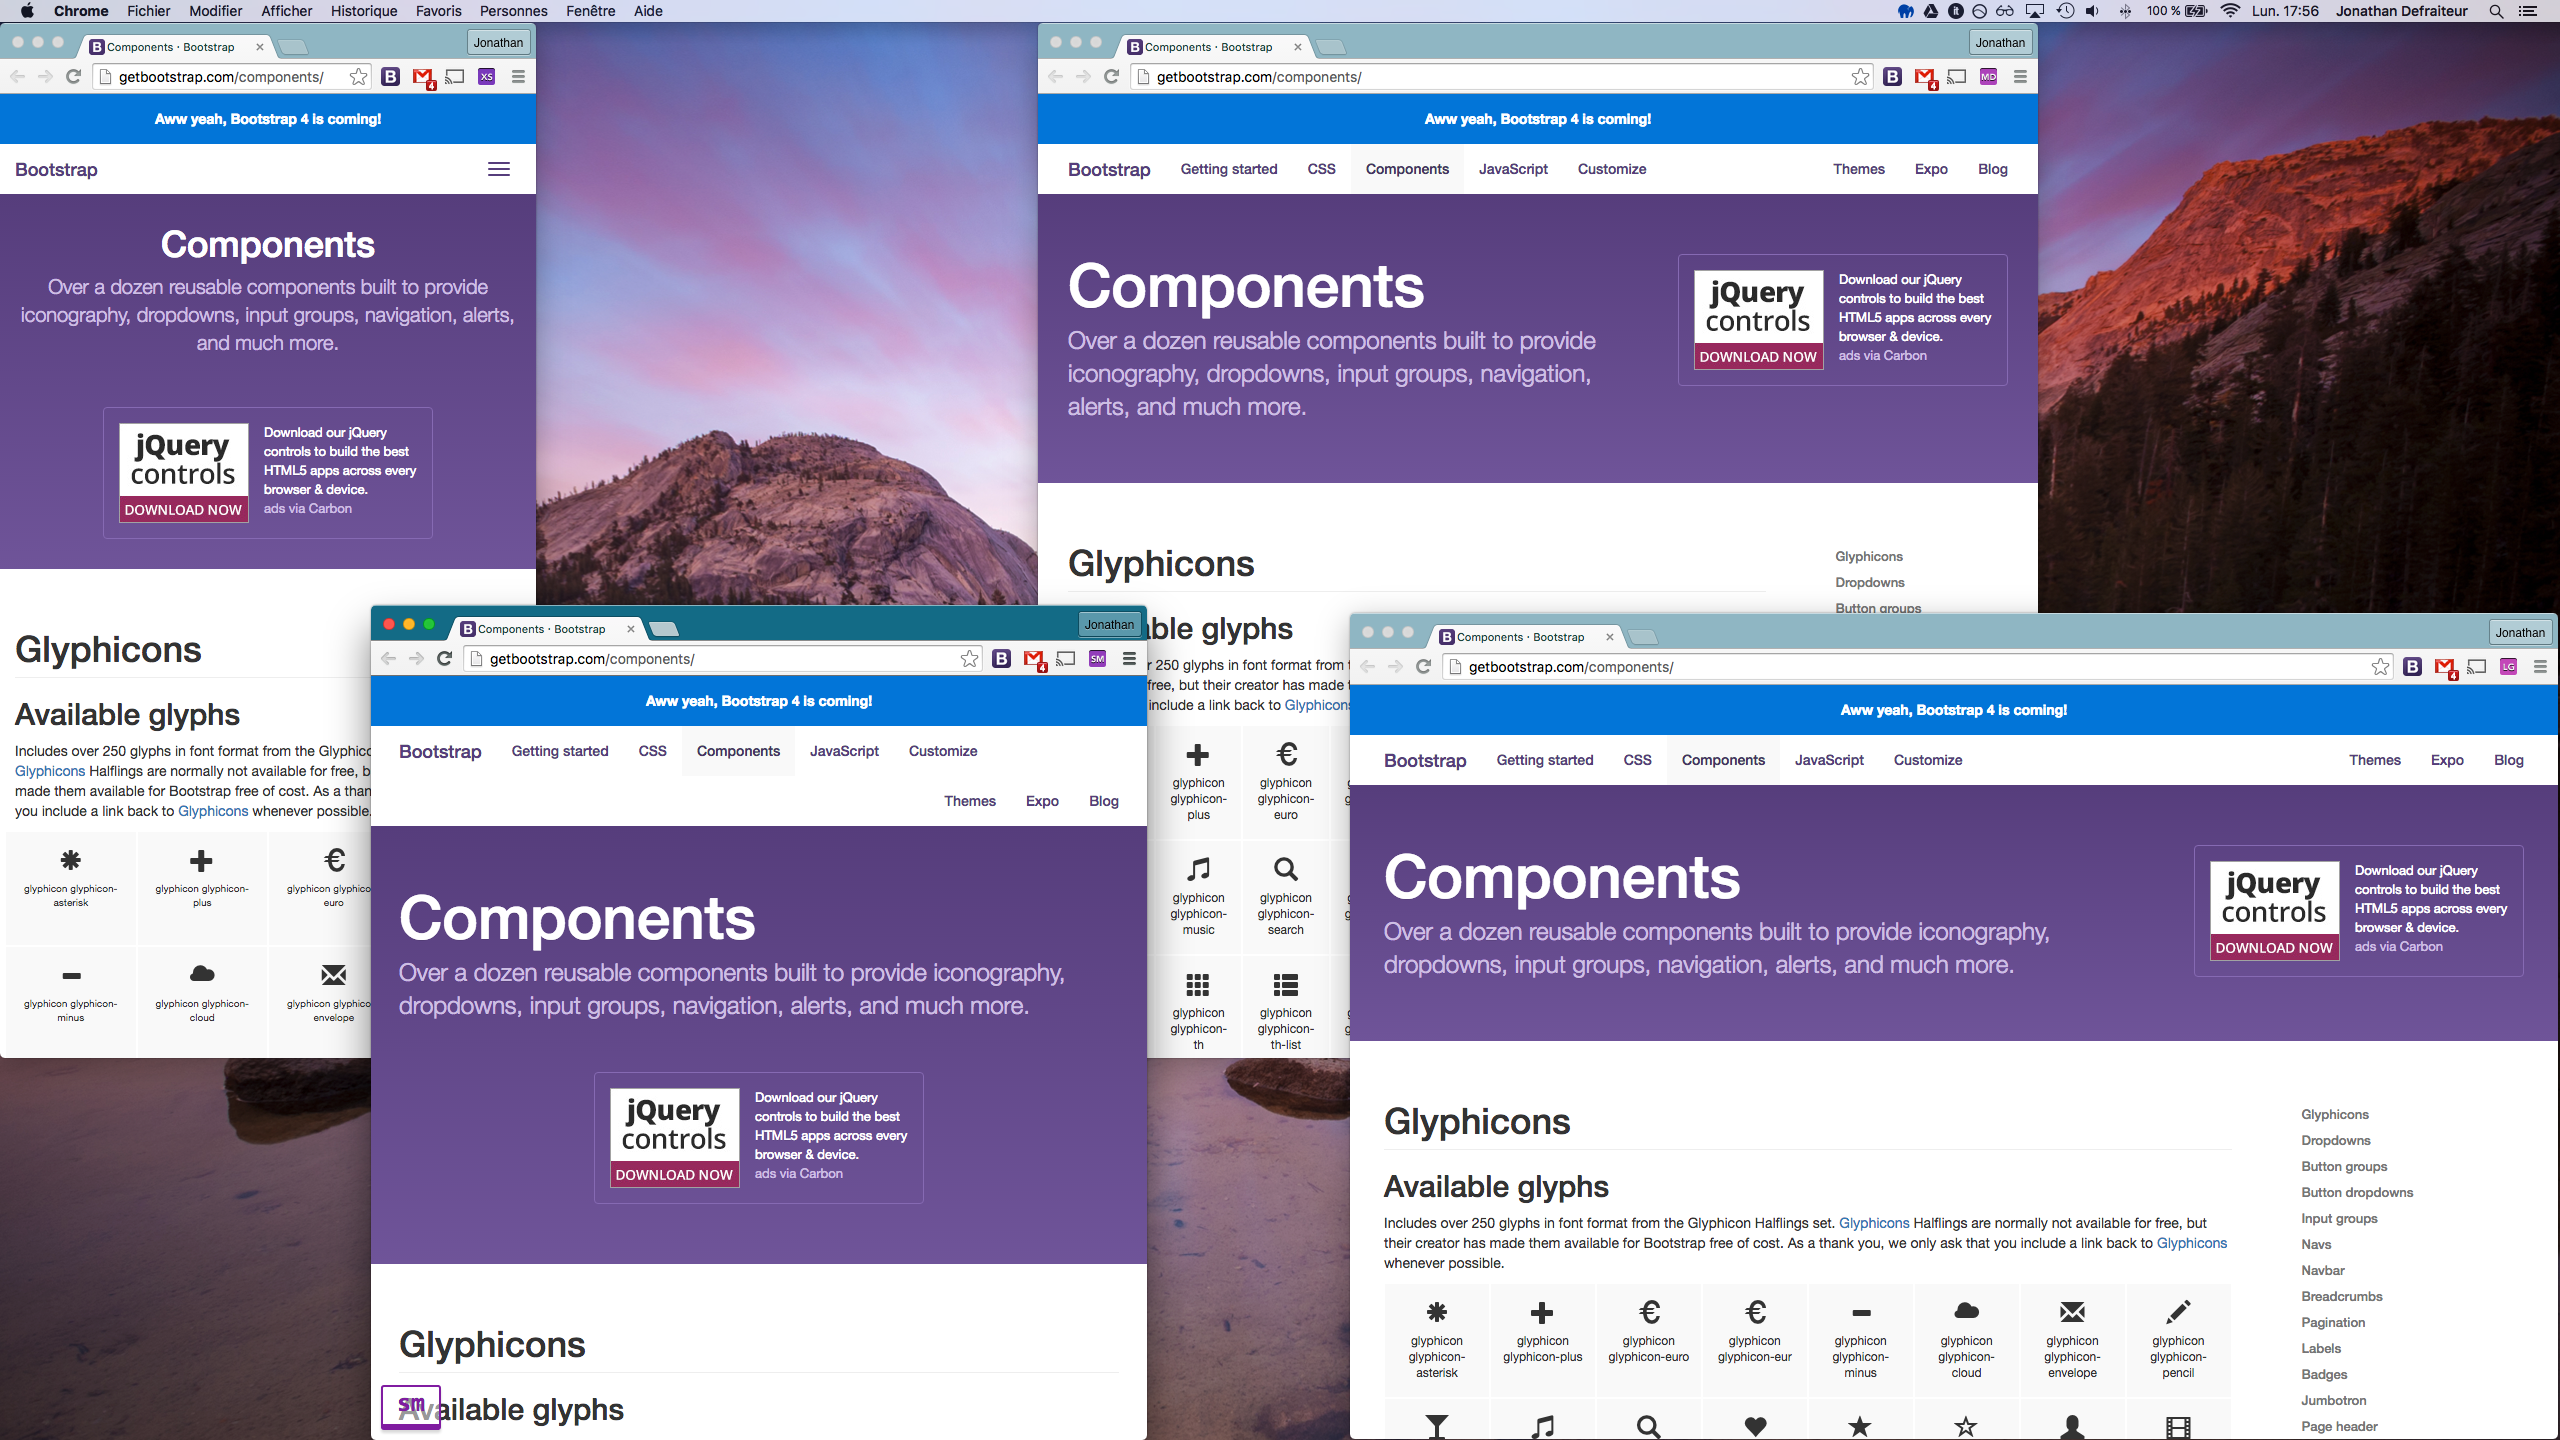 Chrome Fichier Modifier Afficher Historique Favoris Personnes Fenêtre Aide
100 % Lun. 17:56 Jonathan Defraiteur
Components · Bootstrap
Jonathan
getbootstrap.com/components/
B 4 XS
Aww yeah, Bootstrap 4 is coming!
Bootstrap
Components
Over a dozen reusable components built to provide
iconography, dropdowns, input groups, navigation, alerts,
and much more.
jQuery
controls
DOWNLOAD NOW
Download our jQuery
controls to build the best
HTML5 apps across every
browser & device.
ads via Carbon
Glyphicons
Available glyphs
Includes over 250 glyphs in font format from the Glyphico
Glyphicons Halflings are normally not available for free, b
made them available for Bootstrap free of cost. As a than
you include a link back to Glyphicons whenever possible.
glyphicon glyphicon-
asterisk
glyphicon glyphicon-
plus
glyphicon glyphico
euro
glyphicon glyphicon-
minus
glyphicon glyphicon-
cloud
glyphicon glyphico
envelope
Components · Bootstrap
Jonathan
getbootstrap.com/components/
B 4 MD
Aww yeah, Bootstrap 4 is coming!
Bootstrap Getting started CSS Components JavaScript Customize Themes Expo Blog
Components
Over a dozen reusable components built to provide
iconography, dropdowns, input groups, navigation,
alerts, and much more.
jQuery
controls
DOWNLOAD NOW
Download our jQuery
controls to build the best
HTML5 apps across every
browser & device.
ads via Carbon
Glyphicons
Glyphicons
Dropdowns
Button groups
ble glyphs
r 250 glyphs in font format from t
free, but their creator has made
include a link back to Glyphicons
glyphicon
glyphicon-
plus
glyphicon
glyphicon-
euro
glyphicon
glyphicon-
music
glyphicon
glyphicon-
search
glyphicon
glyphicon-
th
glyphicon
glyphicon-
th-list
Components · Bootstrap
Jonathan
getbootstrap.com/components/
B 4 SM
Aww yeah, Bootstrap 4 is coming!
Bootstrap Getting started CSS Components JavaScript Customize
Themes Expo Blog
Components
Over a dozen reusable components built to provide iconography,
dropdowns, input groups, navigation, alerts, and much more.
jQuery
controls
DOWNLOAD NOW
Download our jQuery
controls to build the best
HTML5 apps across every
browser & device.
ads via Carbon
Glyphicons
Available glyphs
sm
Components · Bootstrap
Jonathan
getbootstrap.com/components/
B 4 LG
Aww yeah, Bootstrap 4 is coming!
Bootstrap Getting started CSS Components JavaScript Customize Themes Expo Blog
Components
Over a dozen reusable components built to provide iconography,
dropdowns, input groups, navigation, alerts, and much more.
jQuery
controls
DOWNLOAD NOW
Download our jQuery
controls to build the best
HTML5 apps across every
browser & device.
ads via Carbon
Glyphicons
Available glyphs
Includes over 250 glyphs in font format from the Glyphicon Halflings set. Glyphicons Halflings are normally not available for free, but
their creator has made them available for Bootstrap free of cost. As a thank you, we only ask that you include a link back to Glyphicons
whenever possible.
glyphicon
glyphicon-
asterisk
glyphicon
glyphicon-plus
glyphicon
glyphicon-euro
glyphicon
glyphicon-eur
glyphicon
glyphicon-
minus
glyphicon
glyphicon-
cloud
glyphicon
glyphicon-
envelope
glyphicon
glyphicon-
pencil
Glyphicons
Dropdowns
Button groups
Button dropdowns
Input groups
Navs
Navbar
Breadcrumbs
Pagination
Labels
Badges
Jumbotron
Page header